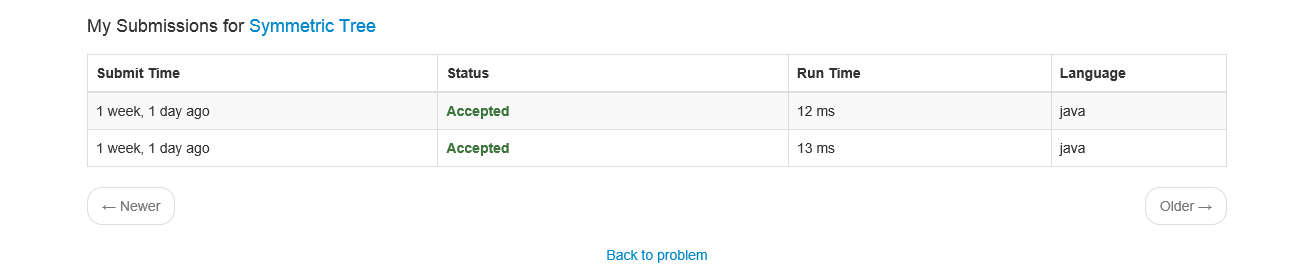 My Submissions for Symmetric Tree
Submit Time Status Run Time Language
1 week, 1 day ago Accepted 12 ms java
1 week, 1 day ago Accepted 13 ms java
← Newer Older →
Back to problem